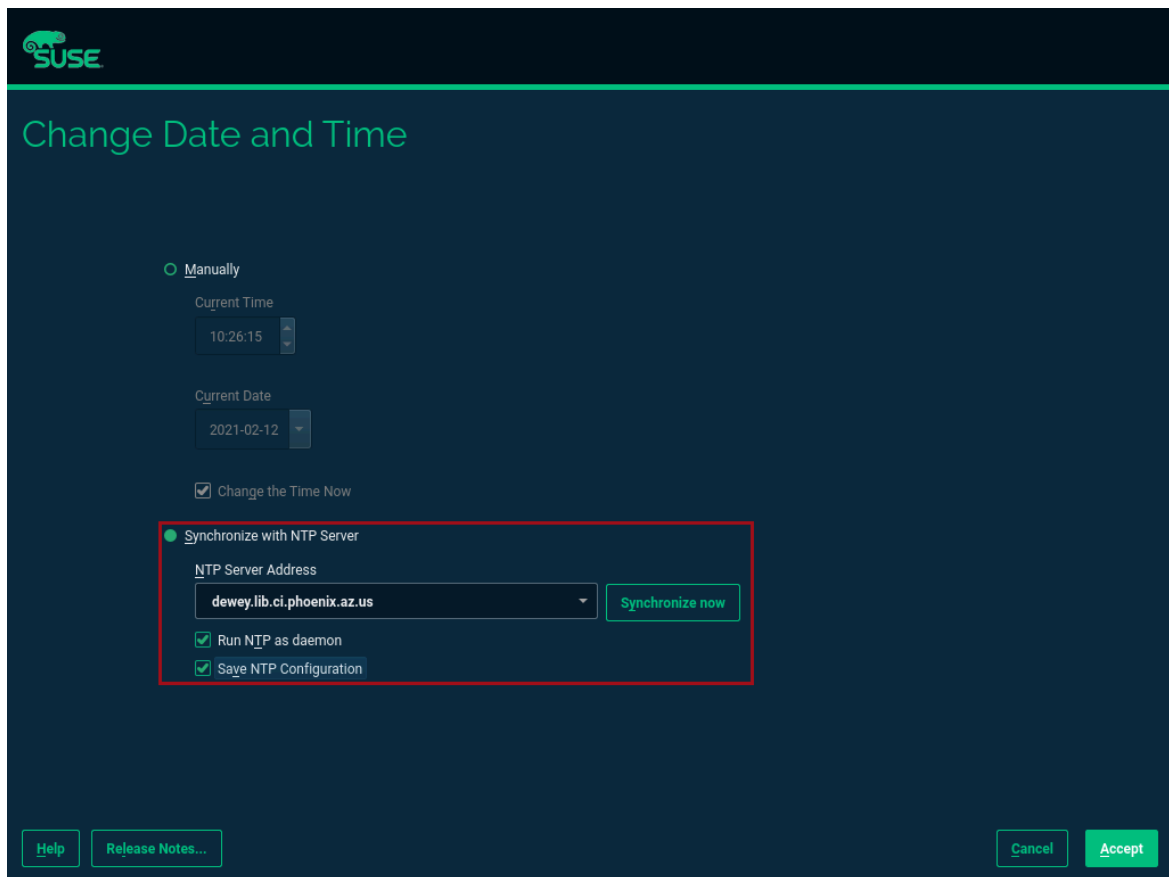 SUSE
Change Date and Time
Manually
Current Time
10:26:15
Current Date
2021-02-12
Change the Time Now
Synchronize with NTP Server
NTP Server Address
dewey.lib.ci.phoenix.az.us
Synchronize now
Run NTP as daemon
Save NTP Configuration
Help Release Notes... Cancel Accept